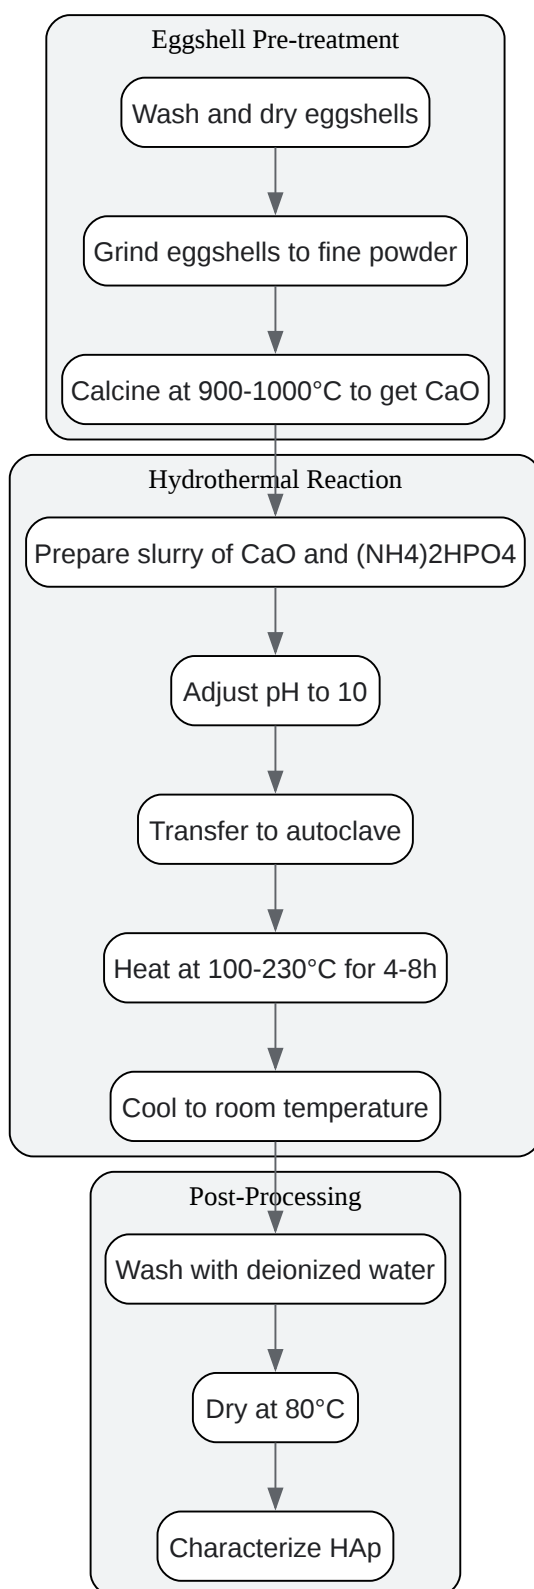 Eggshell Pre-treatment
Wash and dry eggshells
Grind eggshells to fine powder
Calcine at 900-1000°C to get CaO
Hydrothermal Reaction
Prepare slurry of CaO and (NH4)2HPO4
Adjust pH to 10
Transfer to autoclave
Heat at 100-230°C for 4-8h
Cool to room temperature
Post-Processing
Wash with deionized water
Dry at 80°C
Characterize HAp